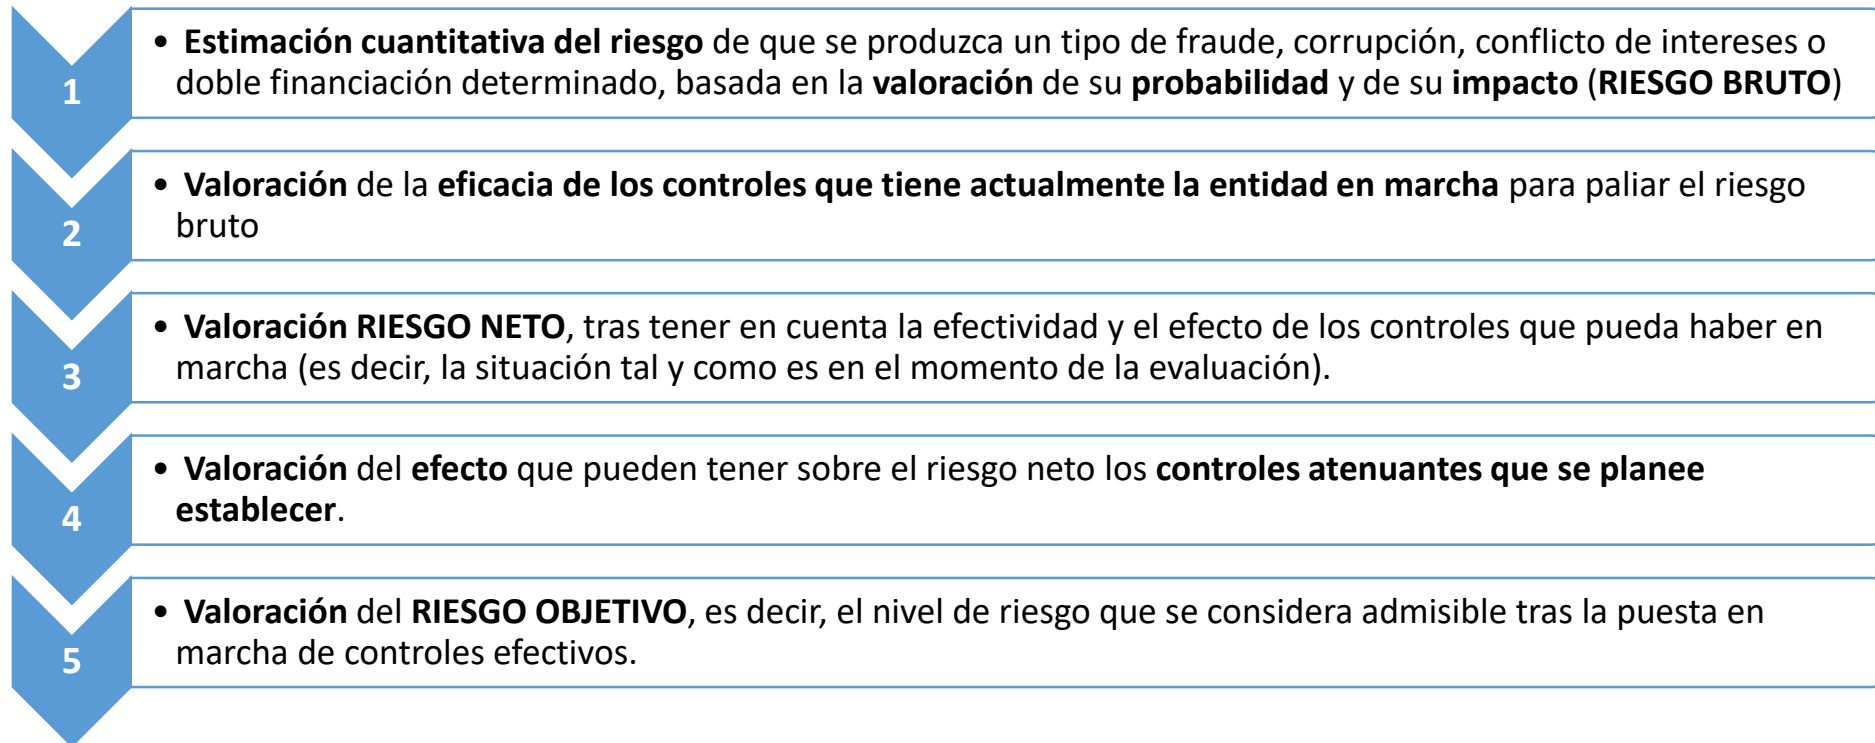 1
• Estimación cuantitativa del riesgo de que se produzca un tipo de fraude, corrupción, conflicto de intereses o
doble financiación determinado, basada en la valoración de su probabilidad y de su impacto (RIESGO BRUTO)
2
• Valoración de la eficacia de los controles que tiene actualmente la entidad en marcha para paliar el riesgo
bruto
3
• Valoración RIESGO NETO, tras tener en cuenta la efectividad y el efecto de los controles que pueda haber en
marcha (es decir, la situación tal y como es en el momento de la evaluación).
4
• Valoración del efecto que pueden tener sobre el riesgo neto los controles atenuantes que se planee
establecer.
5
• Valoración del RIESGO OBJETIVO, es decir, el nivel de riesgo que se considera admisible tras la puesta en
marcha de controles efectivos.